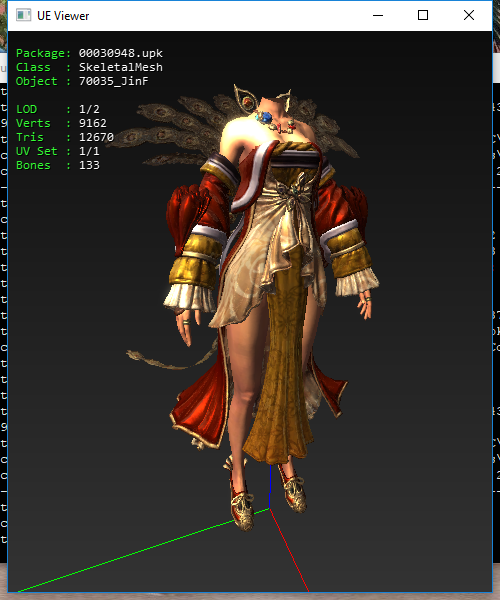 UE Viewer
Package: 00030948.upk
Class : SkeletalMesh
Object : 70035_JinF
LOD : 1/2
Verts : 9162
Tris : 12670
UV Set : 1/1
Bones : 133